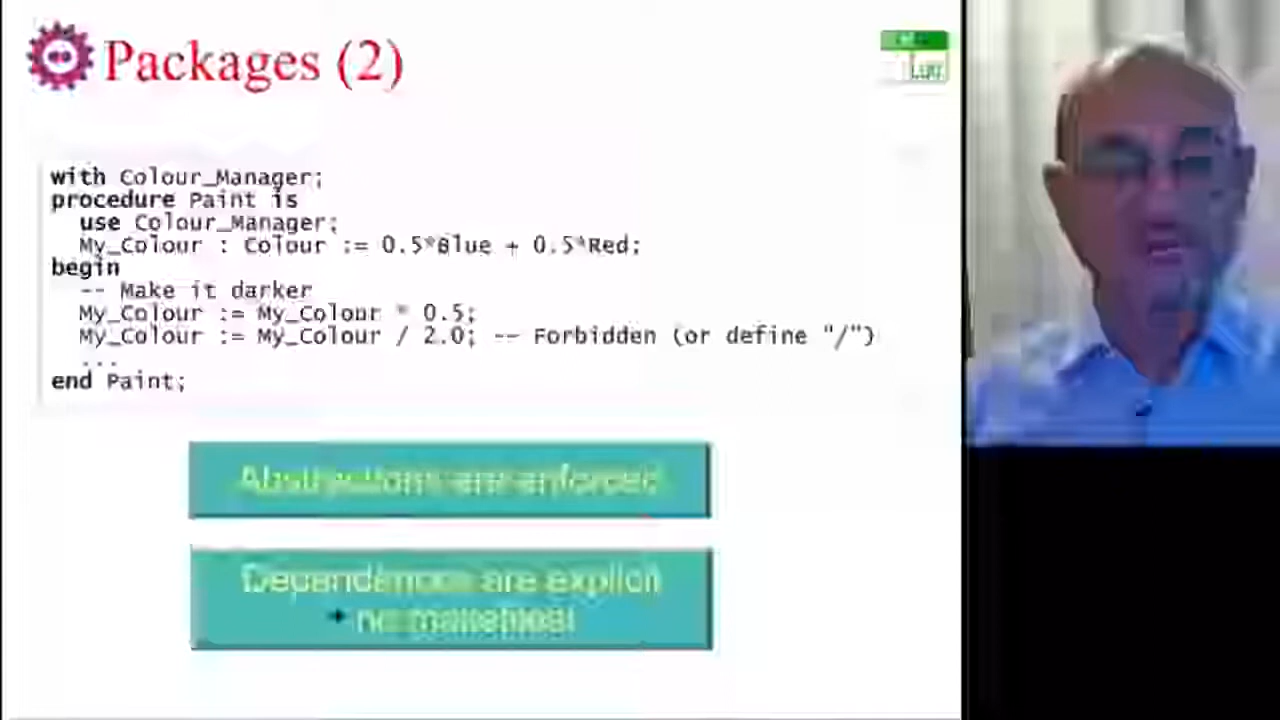 Packages (2)
with Colour_Manager;
procedure Paint is
use Colour_Manager;
My_Colour : Colour := 0.5*Blue + 0.5*Red;
begin
-- Make it darker
My_Colour := My_Colour * 0.5;
My_Colour := My_Colour / 2.0; -- Forbidden (or define "/")
...
end Paint;
Abstractions are enforced
Dependences are explicit
no makefiles!